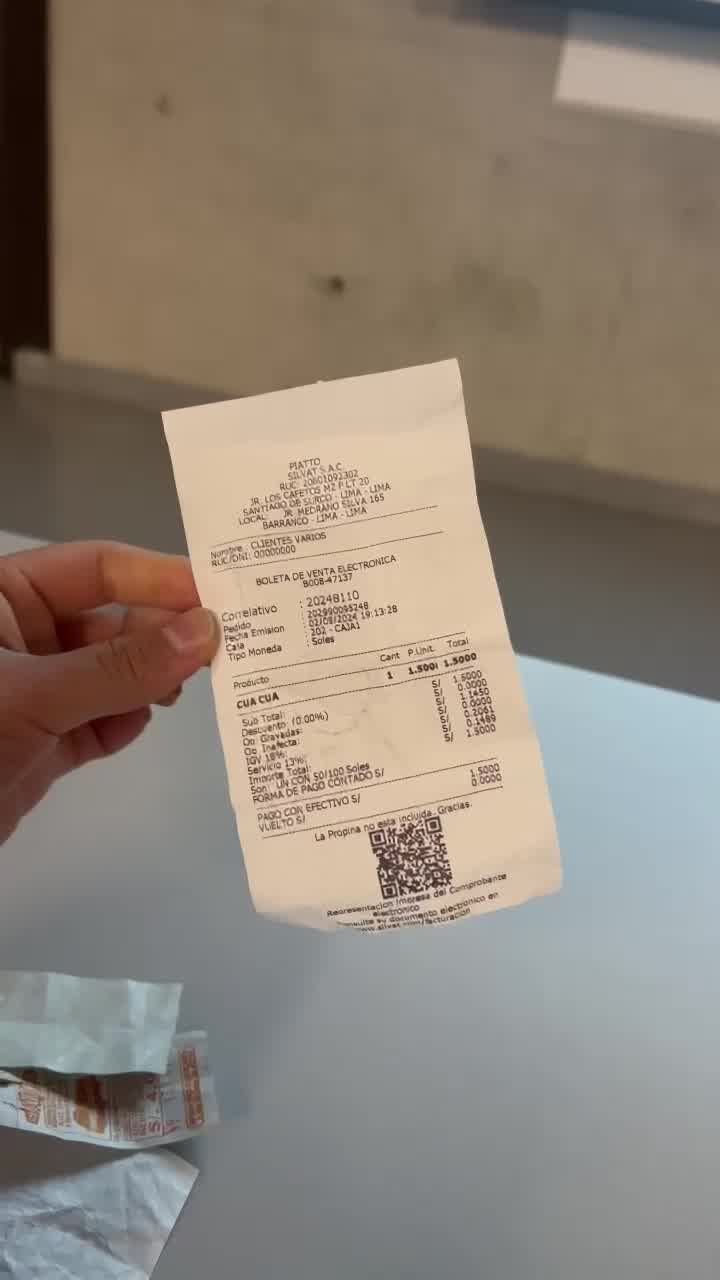 PIATTO
SILVAT S.A.C.
RUC: 20601092302
JR. LOS CAFETOS MZ P LT 20
SANTIAGO DE SURCO - LIMA - LIMA
LOCAL: JR. MEDRANO SILVA 165
BARRANCO - LIMA - LIMA
Nombre : CLIENTES VARIOS
RUC/DNI: 00000000
BOLETA DE VENTA ELECTRONICA
B008-47137
Correlativo : 20248110
Pedido : 202990095248
Fecha Emision : 02/08/2024 19:13:28
Caja : 202 - CAJA1
Tipo Moneda : Soles
Producto Cant P.Unit. Total
CUA CUA 1 1.500 1.5000
Sub Total: S/ 1.5000
Descuento: (0.00%) S/ 0.0000
Op. Gravadas: S/ 1.1450
Op. Inafecta: S/ 0.0000
IGV 18%: S/ 0.2061
Servicio 13%: S/ 0.1489
Importe Total: S/ 1.5000
Son: UN CON 50/100 Soles
FORMA DE PAGO CONTADO S/
PAGO CON EFECTIVO S/ 1.5000
VUELTO S/ 0.0000
La Propina no esta incluida. Gracias.
Representacion Impresa del Comprobante
electronico
consulte su documento electronico en
www.silvat.com/facturacion